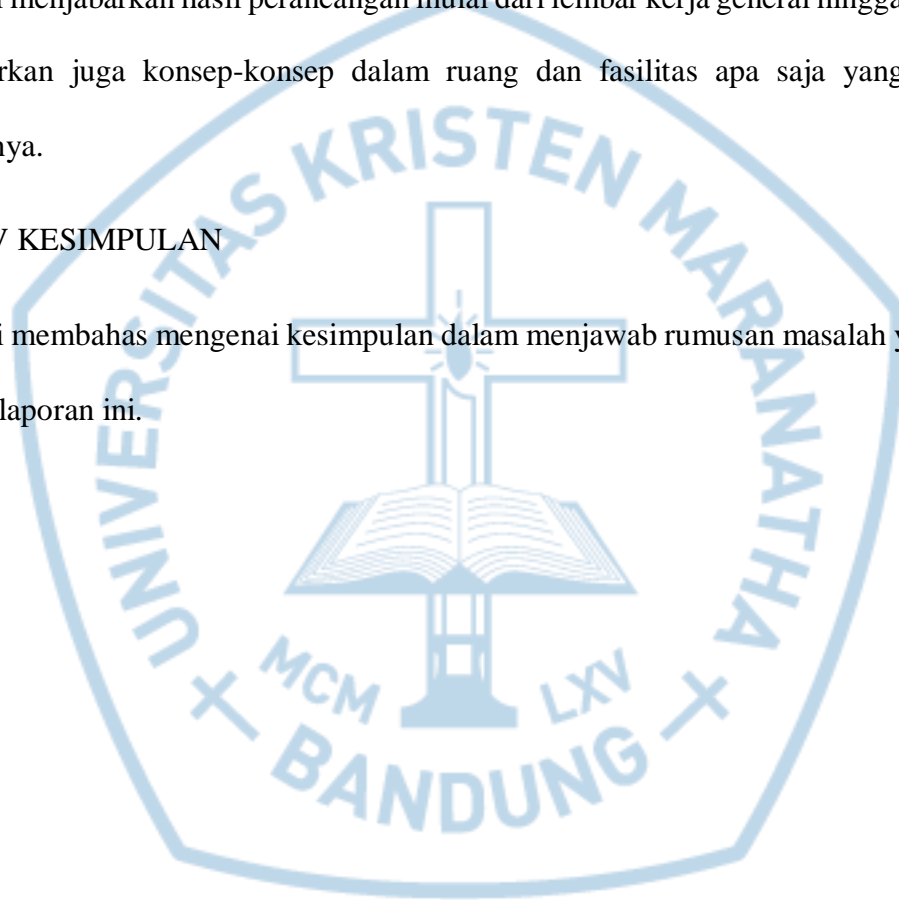 menjabarkan hasil perancangan mulai dari lembar kerja general hingga
rkan juga konsep-konsep dalam ruang dan fasilitas apa saja yang
nya.
V KESIMPULAN
i membahas mengenai kesimpulan dalam menjawab rumusan masalah y
laporan ini.
UNIVERSITAS KRISTEN MARANATHA
MCM LXV
BANDUNG